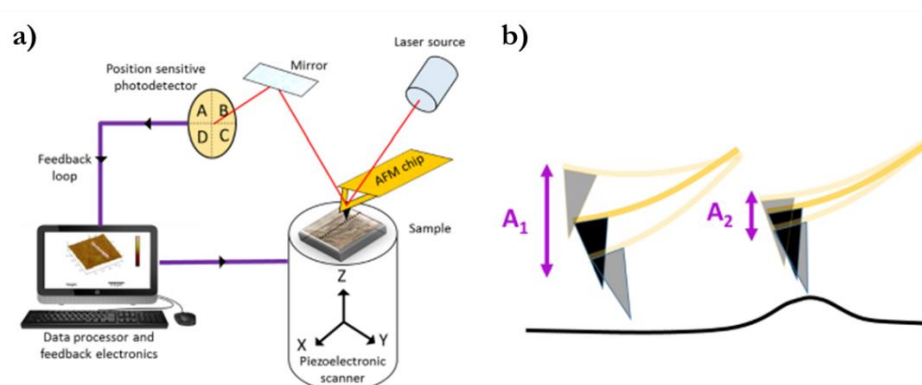 a)
Laser source
Mirror
Position sensitive
photodetector
A B
D C
Feedback
loop
AFM chip
Sample
Z
X Y
Piezoelectronic
scanner
Data processor and
feedback electronics
b)
A1
A2